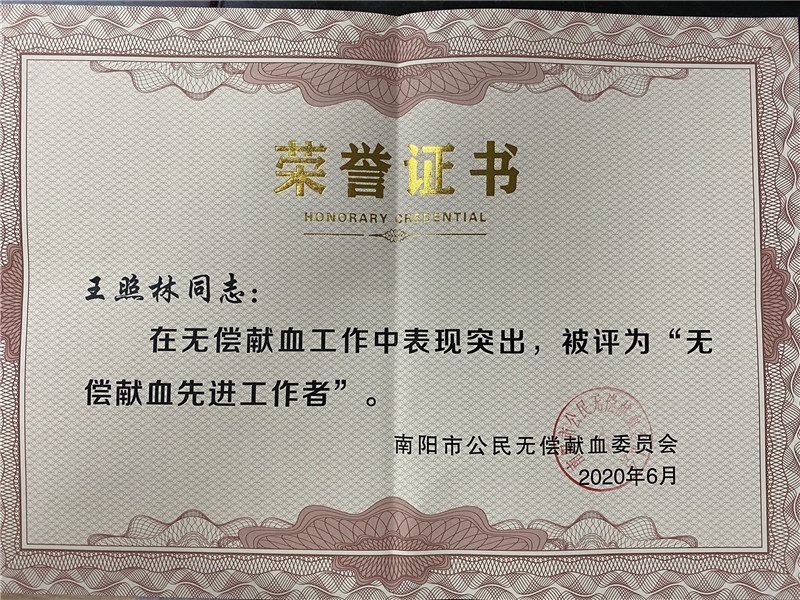 荣誉证书
HONORARY CREDENTIAL
王照林同志：
在无偿献血工作中表现突出，被评为“无
偿献血先进工作者”。
南阳市公民无偿献血委员会
2020年6月